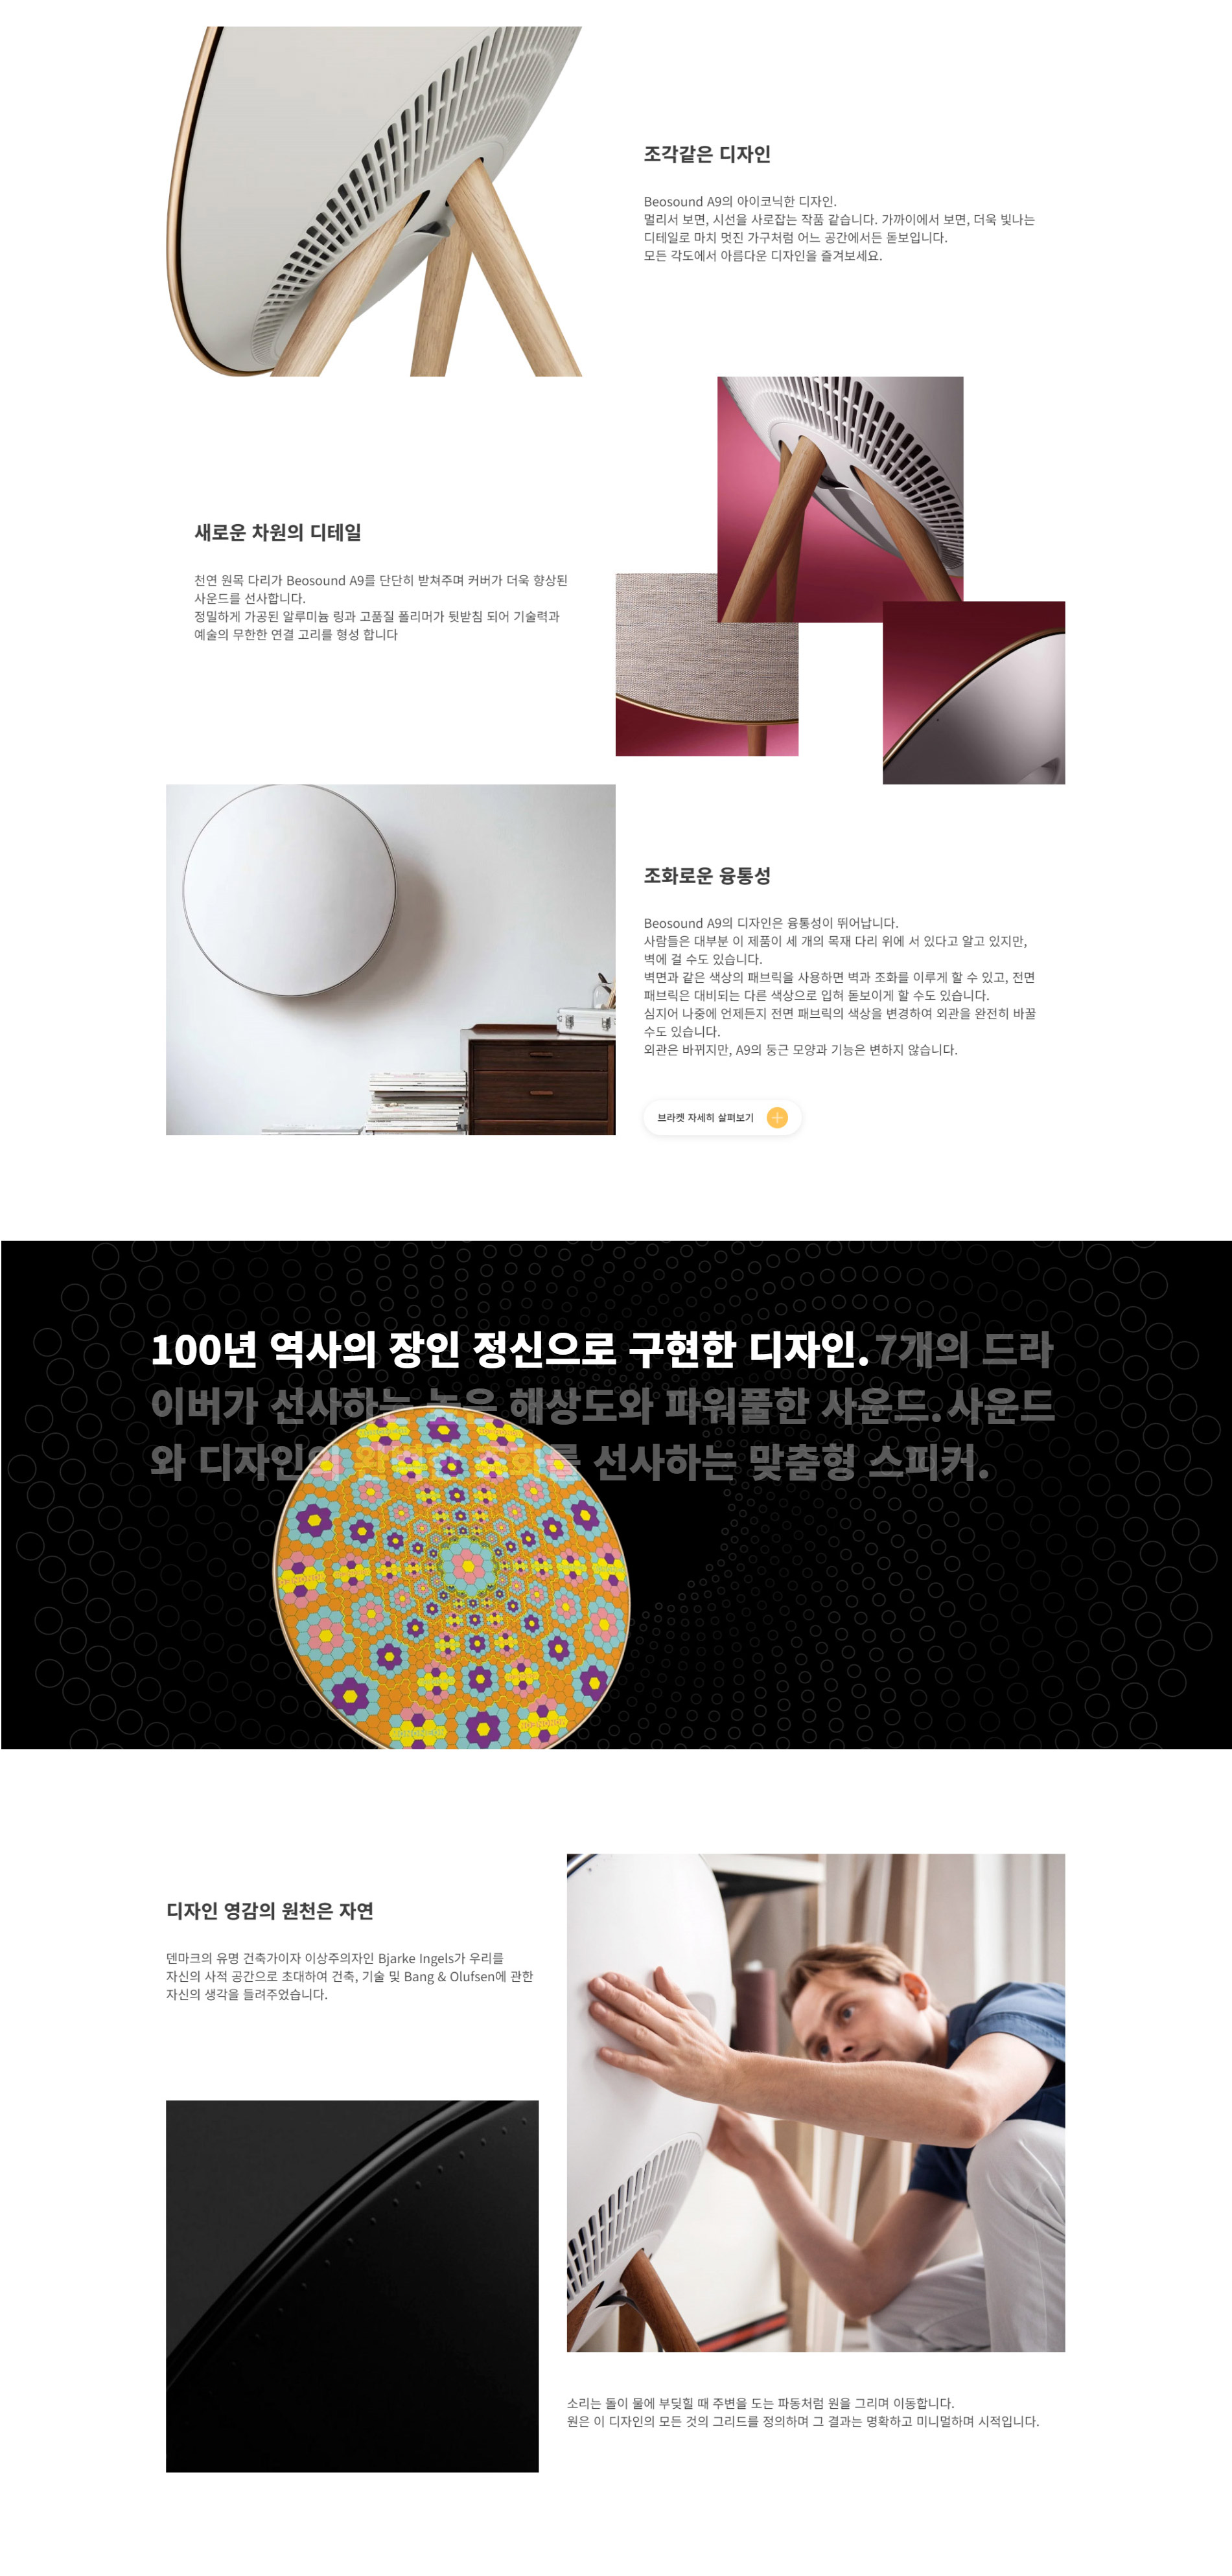 조각같은 디자인
Beosound A9의 아이코닉한 디자인.
멀리서 보면, 시선을 사로잡는 작품 같습니다. 가까이에서 보면, 더욱 빛나는
디테일로 마치 멋진 가구처럼 어느 공간에서든 돋보입니다.
모든 각도에서 아름다운 디자인을 즐겨보세요.
새로운 차원의 디테일
천연 원목 다리가 Beosound A9를 단단히 받쳐주며 커버가 더욱 향상된
사운드를 선사합니다.
정밀하게 가공된 알루미늄 링과 고품질 폴리머가 뒷받침 되어 기술력과
예술의 무한한 연결 고리를 형성 합니다
조화로운 융통성
Beosound A9의 디자인은 융통성이 뛰어납니다.
사람들은 대부분 이 제품이 세 개의 목재 다리 위에 서 있다고 알고 있지만,
벽에 걸 수도 있습니다.
벽면과 같은 색상의 패브릭을 사용하면 벽과 조화를 이루게 할 수 있고, 전면
패브릭은 대비되는 다른 색상으로 입혀 돋보이게 할 수도 있습니다.
심지어 나중에 언제든지 전면 패브릭의 색상을 변경하여 외관을 완전히 바꿀
수도 있습니다.
외관은 바뀌지만, A9의 둥근 모양과 기능은 변하지 않습니다.
브라켓 자세히 살펴보기
100년 역사의 장인 정신으로 구현한 디자인. 7개의 드라
이버가 선사하는 높은 해상도와 파워풀한 사운드. 사운드
와 디자인의 완벽한 조화를 선사하는 맞춤형 스피커.
디자인 영감의 원천은 자연
덴마크의 유명 건축가이자 이상주의자인 Bjarke Ingels가 우리를
자신의 사적 공간으로 초대하여 건축, 기술 및 Bang & Olufsen에 관한
자신의 생각을 들려주었습니다.
소리는 돌이 물에 부딪힐 때 주변을 도는 파동처럼 원을 그리며 이동합니다.
원은 이 디자인의 모든 것의 그리드를 정의하며 그 결과는 명확하고 미니멀하며 시적입니다.